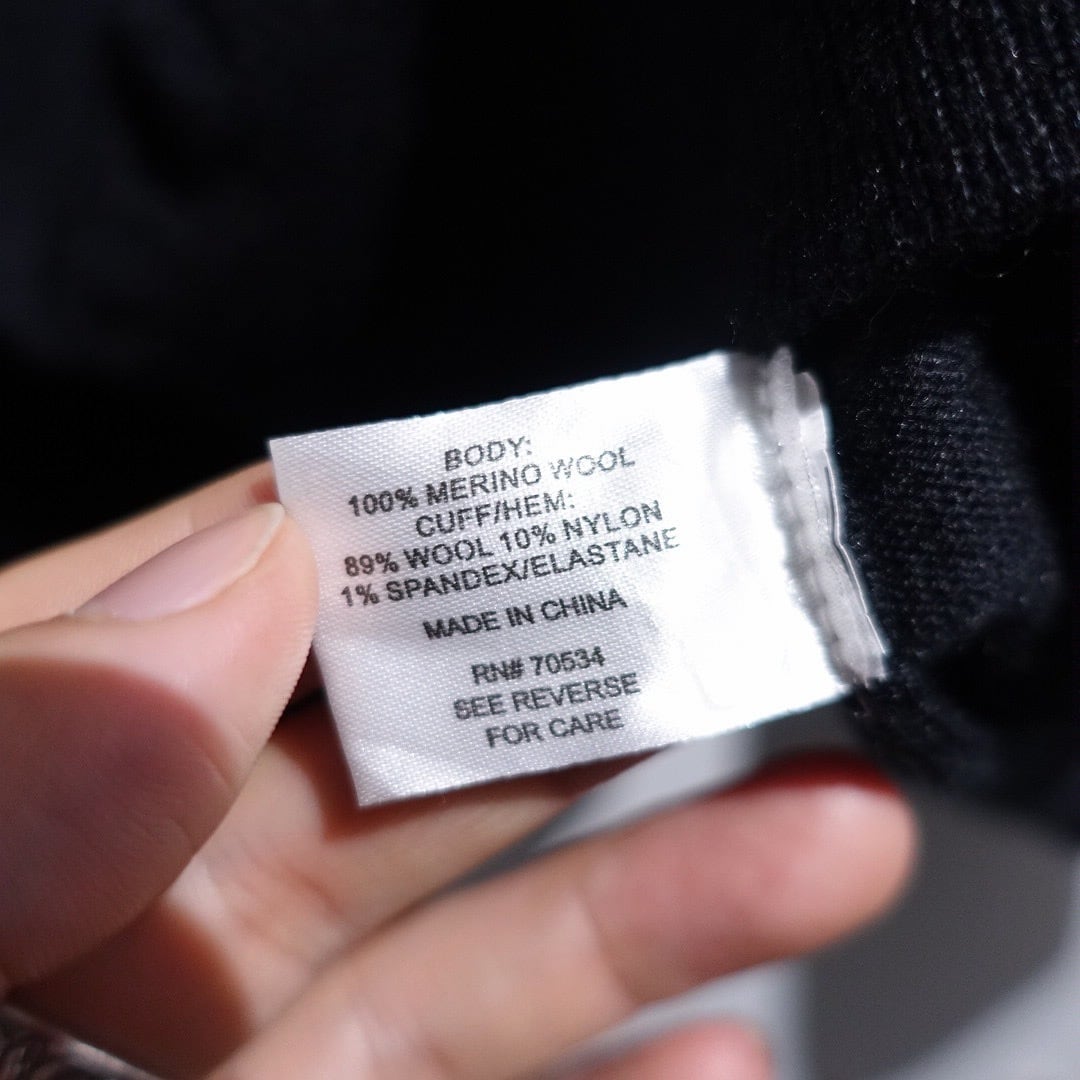 BODY:
100% MERINO WOOL
CUFF/HEM:
89% WOOL 10% NYLON
1% SPANDEX/ELASTANE
MADE IN CHINA
RN# 70534
SEE REVERSE
FOR CARE